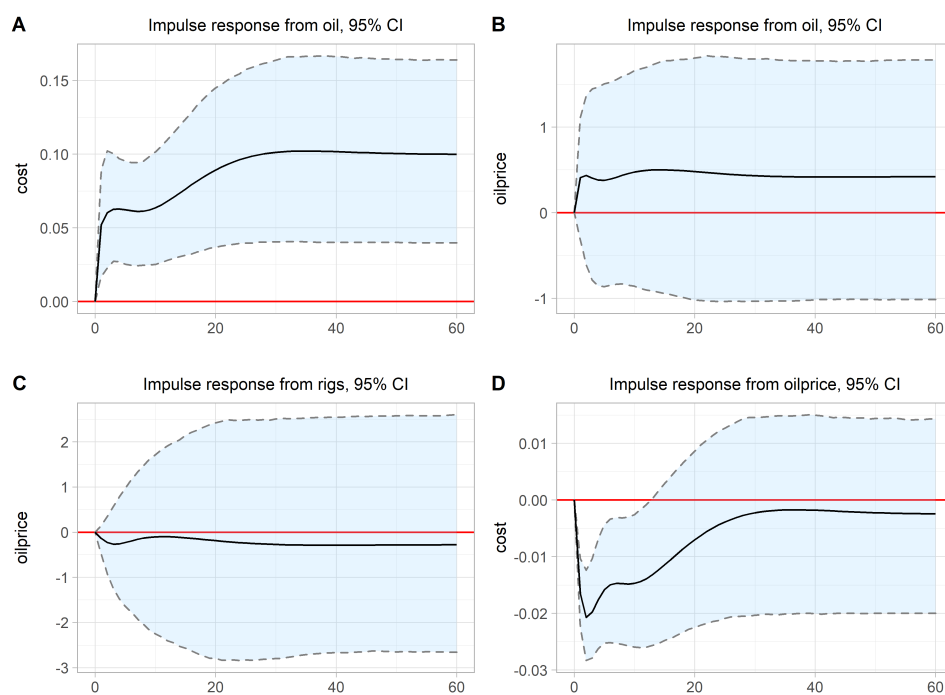 A
Impulse response from oil, 95% CI
cost
0.15
0.10
0.05
0.00
0
20
40
60
B
Impulse response from oil, 95% CI
oilprice
1
0
-1
0
20
40
60
C
Impulse response from rigs, 95% CI
oilprice
2
1
0
-1
-2
-3
0
20
40
60
D
Impulse response from oilprice, 95% CI
cost
0.01
0.00
-0.01
-0.02
-0.03
0
20
40
60